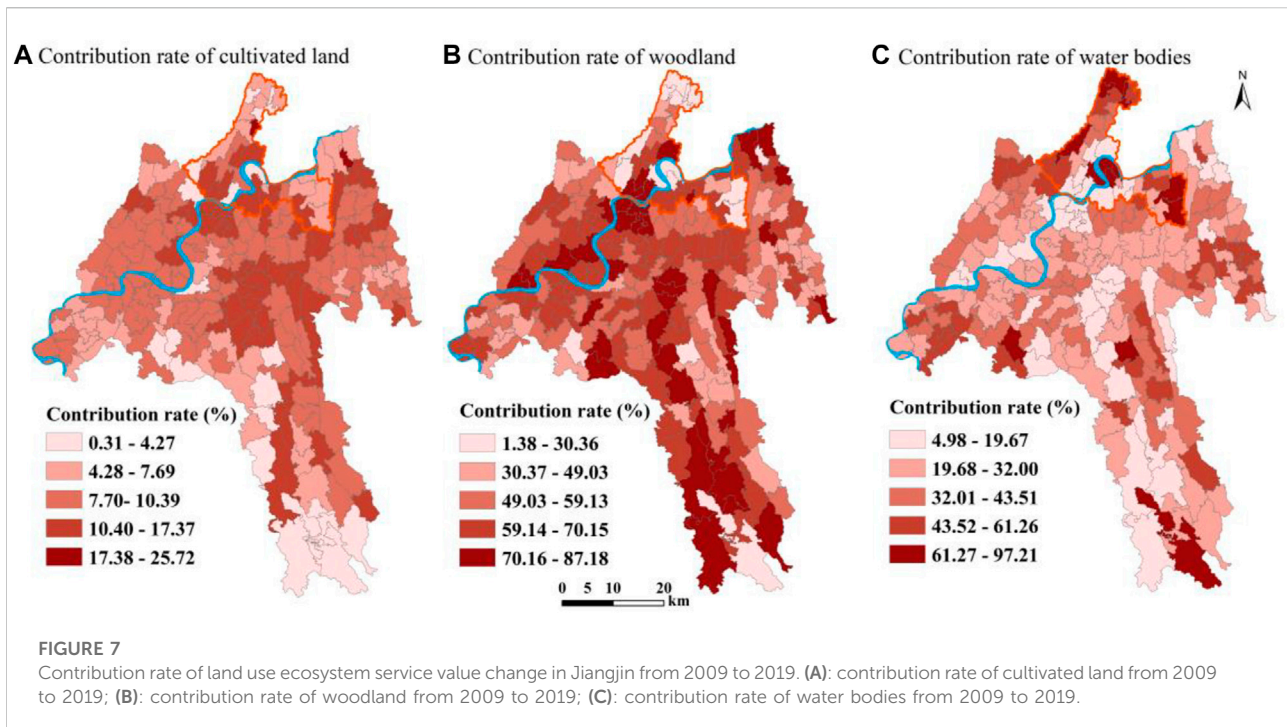 A Contribution rate of cultivated land
B Contribution rate of woodland
C Contribution rate of water bodies
N
Contribution rate (%)
0.31 - 4.27
4.28 - 7.69
7.70- 10.39
10.40 - 17.37
17.38 - 25.72
Contribution rate (%)
1.38 - 30.36
30.37 - 49.03
49.03 - 59.13
59.14 - 70.15
70.16 - 87.18
0 5 10 20
km
Contribution rate (%)
4.98 - 19.67
19.68 - 32.00
32.01 - 43.51
43.52 - 61.26
61.27 - 97.21
FIGURE 7
Contribution rate of land use ecosystem service value change in Jiangjin from 2009 to 2019. (A): contribution rate of cultivated land from 2009
to 2019; (B): contribution rate of woodland from 2009 to 2019; (C): contribution rate of water bodies from 2009 to 2019.